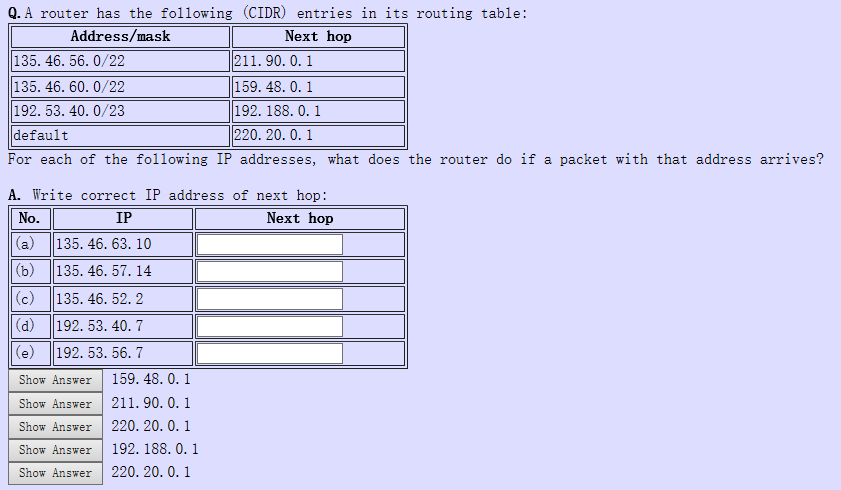 Q. A router has the following (CIDR) entries in its routing table:
Address/mask Next hop
135.46.56.0/22 211.90.0.1
135.46.60.0/22 159.48.0.1
192.53.40.0/23 192.188.0.1
default 220.20.0.1
For each of the following IP addresses, what does the router do if a packet with that address arrives?
A. Write correct IP address of next hop:
No. IP Next hop
(a) 135.46.63.10
(b) 135.46.57.14
(c) 135.46.52.2
(d) 192.53.40.7
(e) 192.53.56.7
Show Answer 159.48.0.1
Show Answer 211.90.0.1
Show Answer 220.20.0.1
Show Answer 192.188.0.1
Show Answer 220.20.0.1